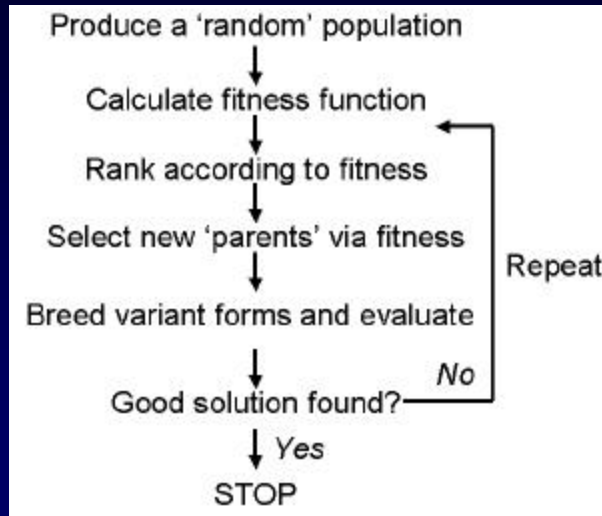 Produce a 'random' population
Calculate fitness function
Rank according to fitness
Select new 'parents' via fitness
Repeat
Breed variant forms and evaluate
No
Good solution found?
Yes
STOP